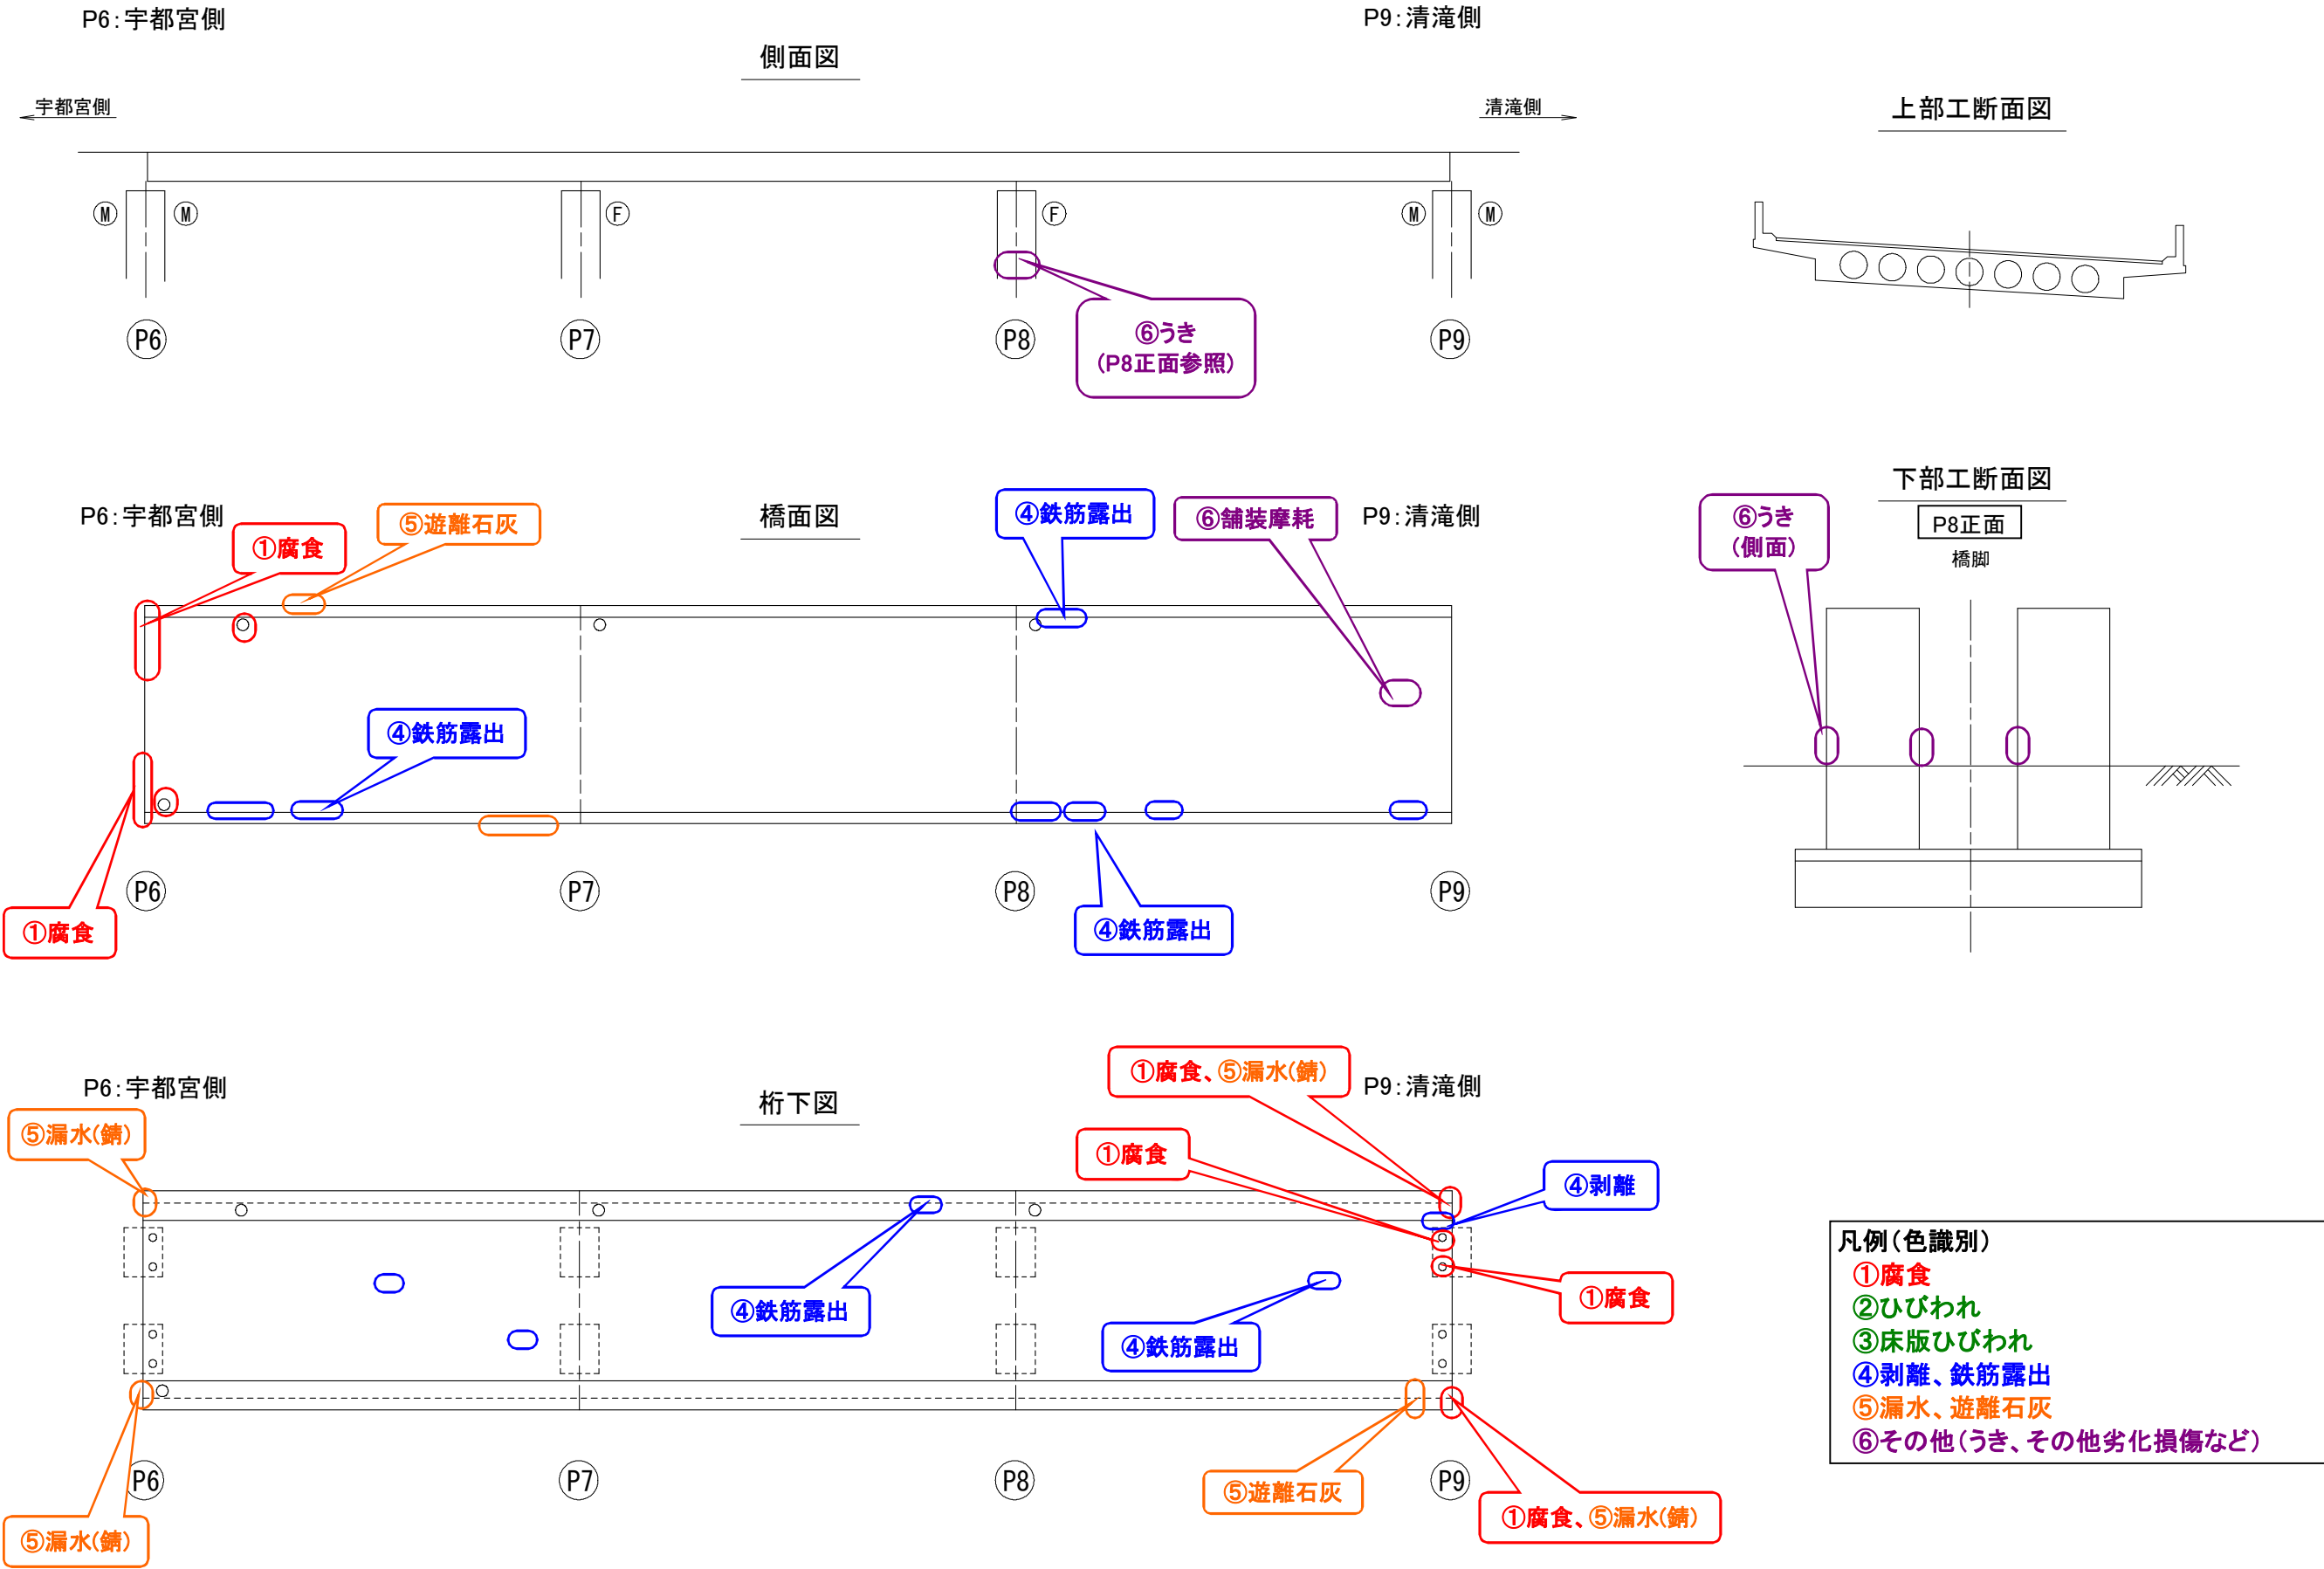 P6:宇都宮側
P9:清滝側
側面図
宇都宮側
清滝側
上部工断面図
M
M
F
F
M
M
P6
P7
P8
P9
⑥うき
(P8正面参照)
P6:宇都宮側
橋面図
P9:清滝側
①腐食
⑤遊離石灰
④鉄筋露出
⑥舗装摩耗
④鉄筋露出
P6
P7
P8
P9
①腐食
④鉄筋露出
下部工断面図
P8正面
橋脚
⑥うき
(側面)
P6:宇都宮側
桁下図
P9:清滝側
①腐食、⑤漏水(錆)
⑤漏水(錆)
①腐食
④剥離
④鉄筋露出
①腐食
④鉄筋露出
P6
P7
P8
P9
⑤遊離石灰
①腐食、⑤漏水(錆)
⑤漏水(錆)
凡例(色識別)
①腐食
②ひびわれ
③床版ひびわれ
④剥離、鉄筋露出
⑤漏水、遊離石灰
⑥その他(うき、その他劣化損傷など)